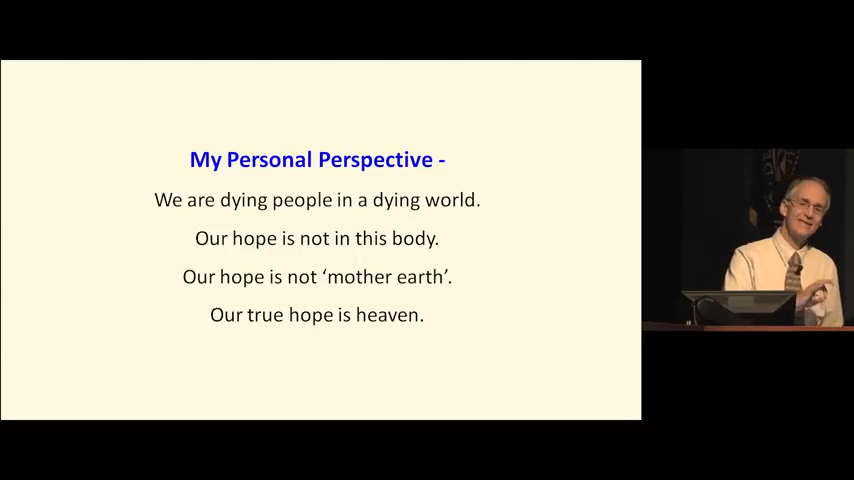 My Personal Perspective -
We are dying people in a dying world.
Our hope is not in this body.
Our hope is not ‘mother earth’.
Our true hope is heaven.